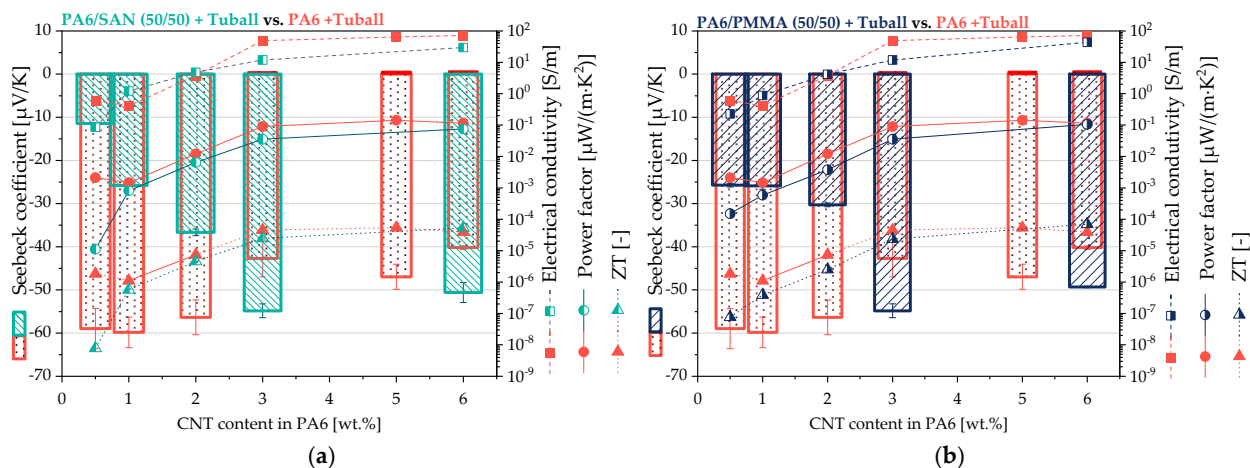 PA6/SAN (50/50) + Tuball vs. PA6 +Tuball
Seebeck coefficient [µV/K]
10
0
-10
-20
-30
-40
-50
-60
-70
0 1 2 3 5 6
CNT content in PA6 [wt.%]
10²
10¹
10⁰
10⁻¹
10⁻²
10⁻³
10⁻⁴
10⁻⁵
10⁻⁶
10⁻⁷
10⁻⁸
10⁻⁹
Electrical conductivity [S/m]
Power factor [µW/(m·K²)]
ZT [-]
(a)
PA6/PMMA (50/50) + Tuball vs. PA6 +Tuball
Seebeck coefficient [µV/K]
10
0
-10
-20
-30
-40
-50
-60
-70
0 1 2 3 5 6
CNT content in PA6 [wt.%]
10²
10¹
10⁰
10⁻¹
10⁻²
10⁻³
10⁻⁴
10⁻⁵
10⁻⁶
10⁻⁷
10⁻⁸
10⁻⁹
Electrical conductivity [S/m]
Power factor [µW/(m·K²)]
ZT [-]
(b)